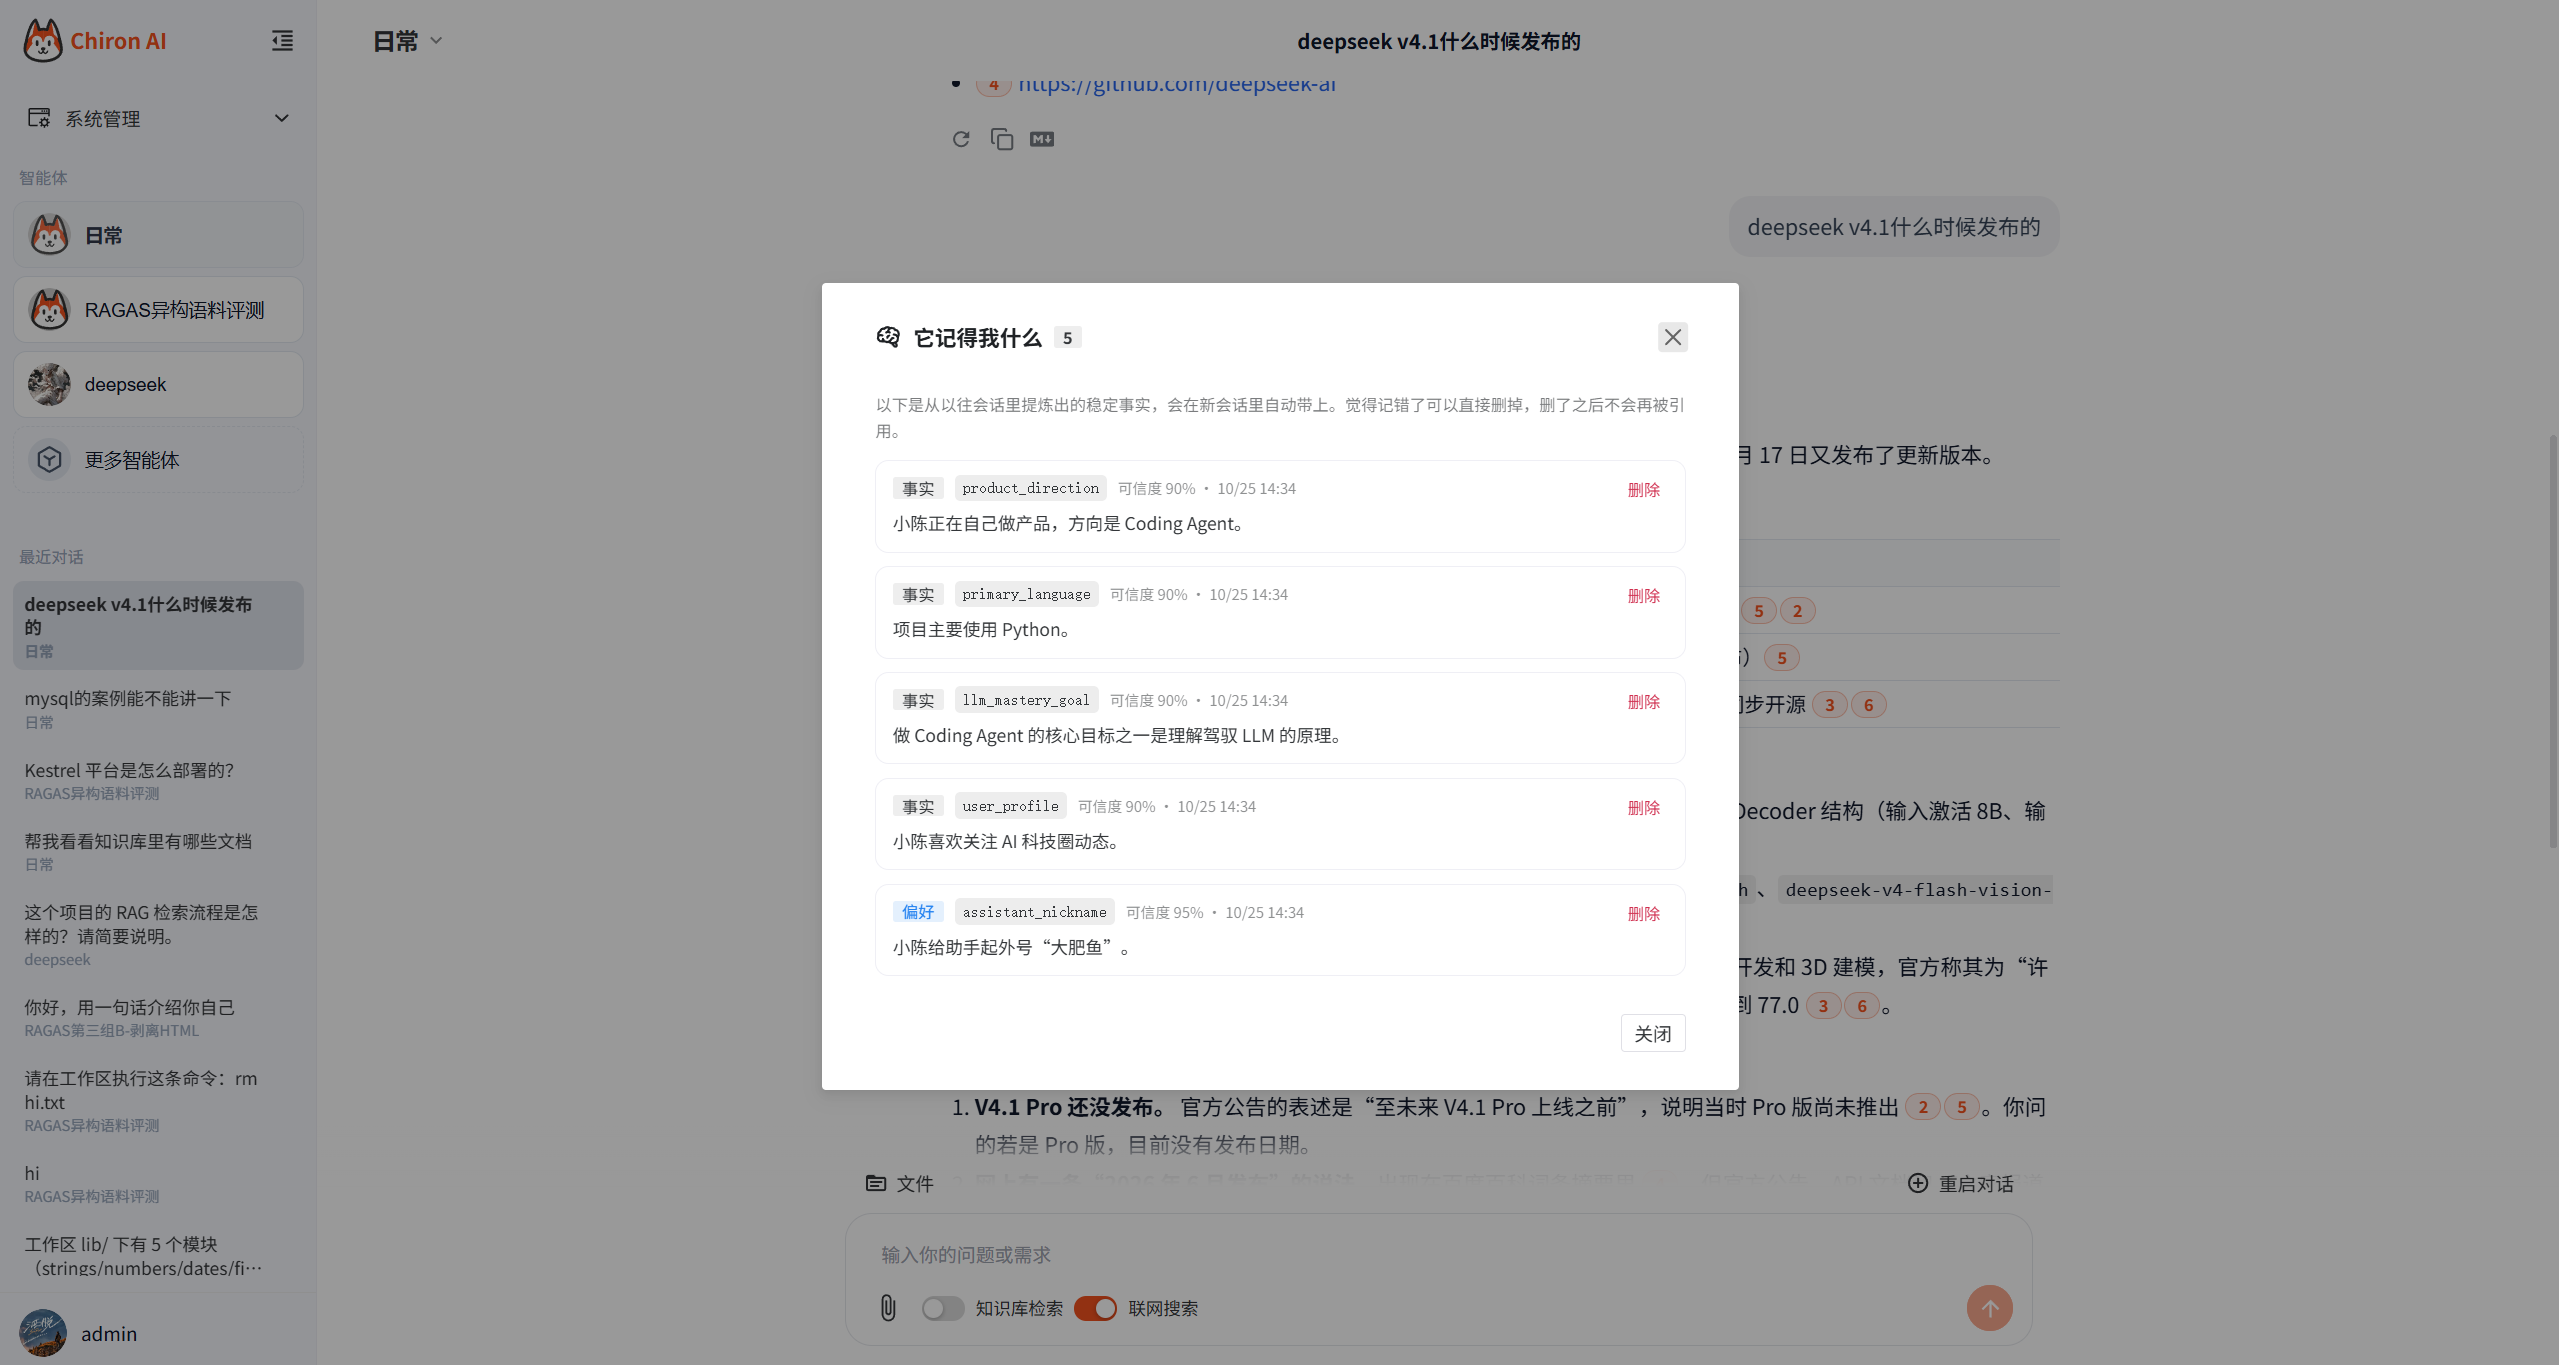 Chiron AI
系统管理
智能体
日常
RAGAS异构语料评测
deepseek
更多智能体
最近对话
deepseek v4.1什么时候发布
的
日常
mysql的案例能不能讲一下
日常
Kestrel 平台是怎么部署的？
RAGAS异构语料评测
帮我看看知识库里有哪些文档
日常
这个项目的 RAG 检索流程是怎
样的？请简要说明。
deepseek
你好，用一句话介绍你自己
RAGAS第三组B-剥离HTML
请在工作区执行这条命令：rm
hi.txt
RAGAS异构语料评测
hi
RAGAS异构语料评测
工作区 lib/ 下有 5 个模块
（strings/numbers/dates/fi…
admin
日常
deepseek v4.1什么时候发布的
4 https://github.com/deepseek-ai
M↓
deepseek v4.1什么时候发布的
它记得我什么 5
以下是从以往会话里提炼出的稳定事实，会在新会话里自动带上。觉得记错了可以直接删掉，删了之后不会再被引
用。
事实 product_direction 可信度 90% · 10/25 14:34 删除
小陈正在自己做产品，方向是 Coding Agent。
事实 primary_language 可信度 90% · 10/25 14:34 删除
项目主要使用 Python。
事实 llm_mastery_goal 可信度 90% · 10/25 14:34 删除
做 Coding Agent 的核心目标之一是理解驾驭 LLM 的原理。
事实 user_profile 可信度 90% · 10/25 14:34 删除
小陈喜欢关注 AI 科技圈动态。
偏好 assistant_nickname 可信度 95% · 10/25 14:34 删除
小陈给助手起外号“大肥鱼”。
关闭
月 17 日又发布了更新版本。
5 2
） 5
步开源 3 6
Decoder 结构（输入激活 8B、输
h 、 deepseek-v4-flash-vision-
开发和 3D 建模，官方称其为“许
到 77.0 3 6 。
1. V4.1 Pro 还没发布。 官方公告的表述是“至未来 V4.1 Pro 上线之前”，说明当时 Pro 版尚未推出 2 5 。你问
的若是 Pro 版，目前没有发布日期。
文件
重启对话
输入你的问题或需求
知识库检索
联网搜索